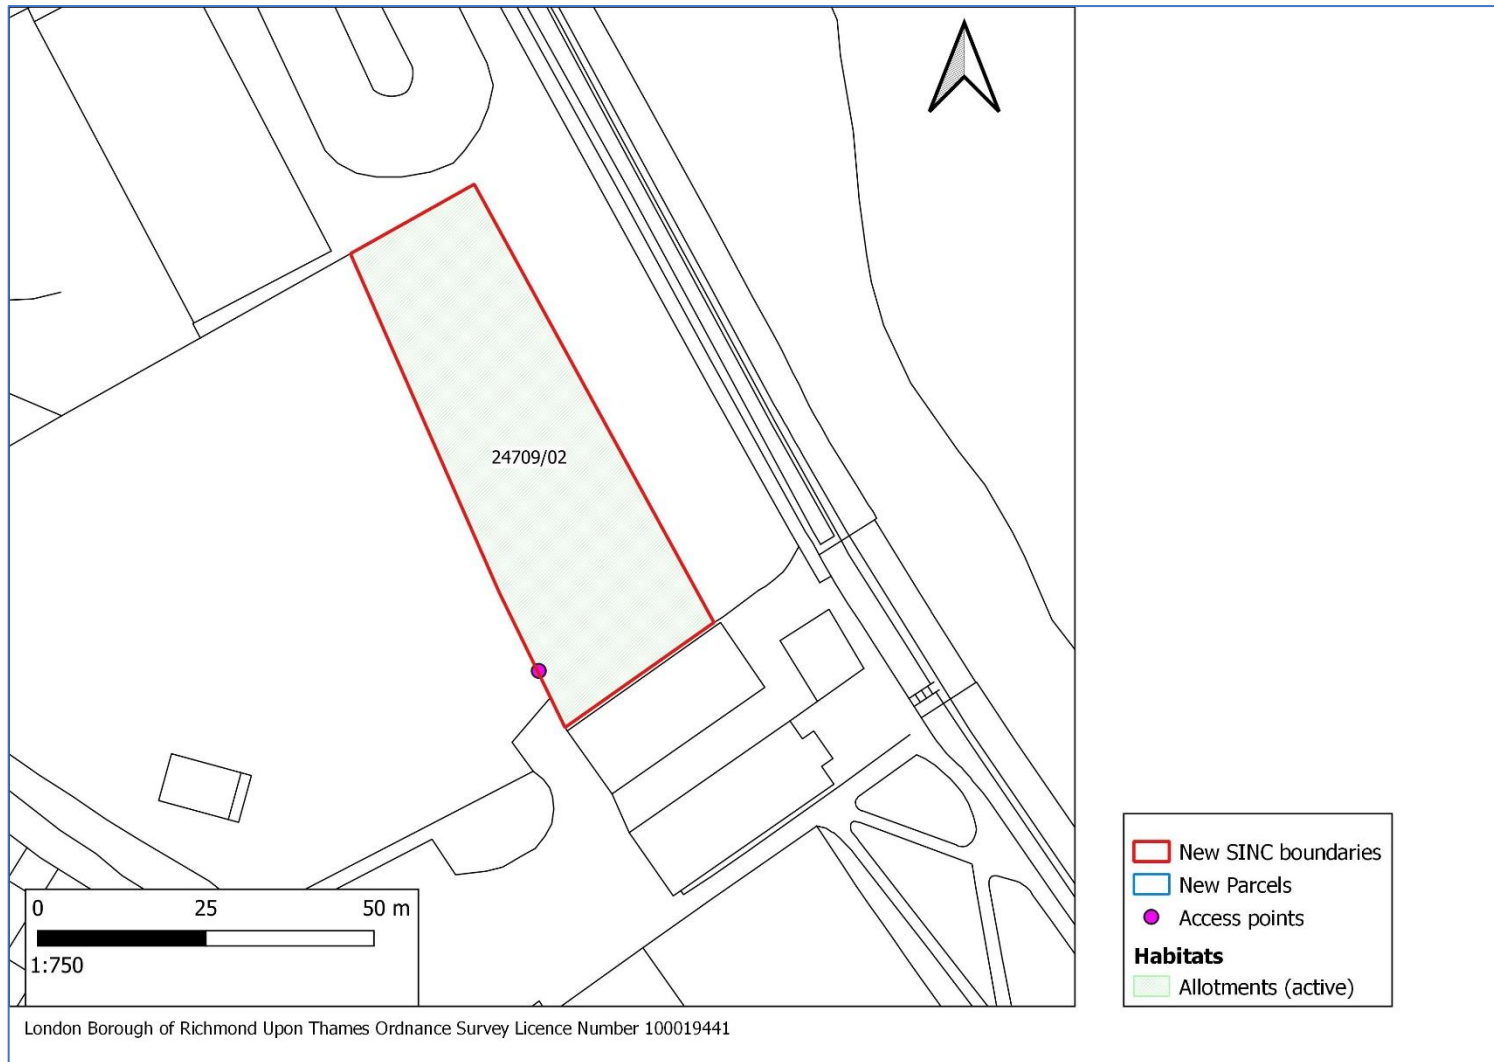 24709/02
0 25 50 m
1:750
New SINC boundaries
New Parcels
Access points
Habitats
Allotments (active)
London Borough of Richmond Upon Thames Ordnance Survey Licence Number 100019441